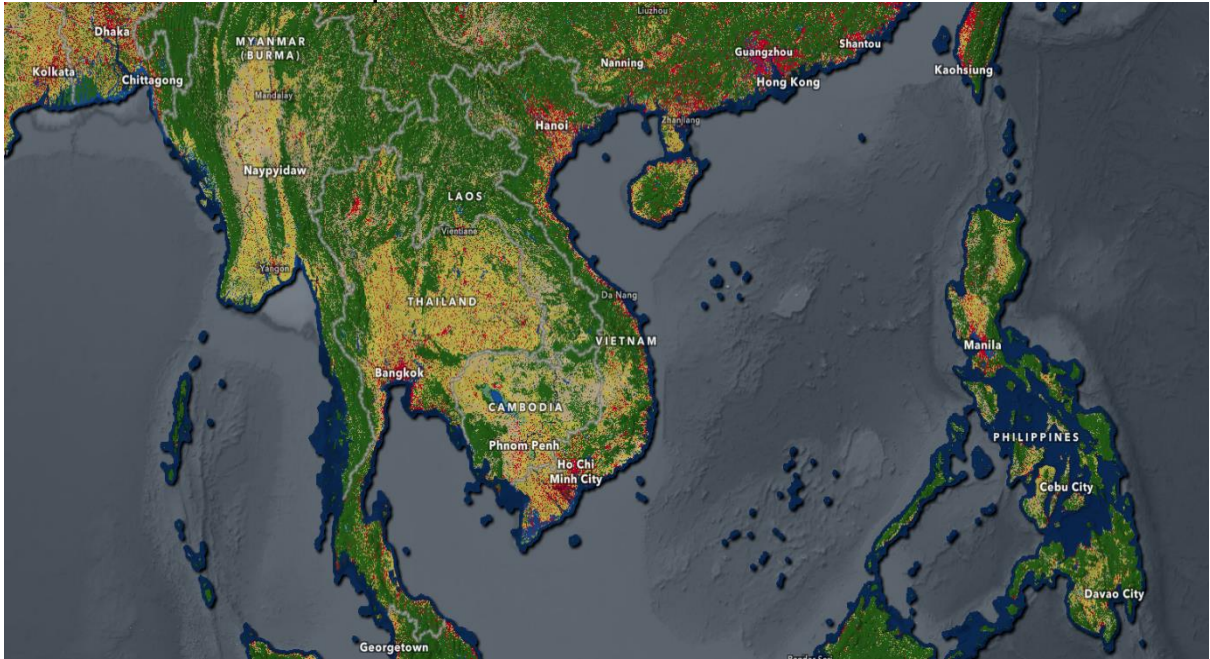 Liuzhou
Dhaka
MYANMAR
(BURMA)
Shantou
Guangzhou
Nanning
Kolkata
Chittagong
Kaohsiung
Hong Kong
Mandalay
Zhanjiang
Hanoi
Naypyidaw
LAOS
Vientiane
Yangon
Da Nang
THAILAND
VIETNAM
Manila
Bangkok
CAMBODIA
PHILIPPINES
Phnom Penh
Ho Chi
Minh City
Cebu City
Davao City
Georgetown